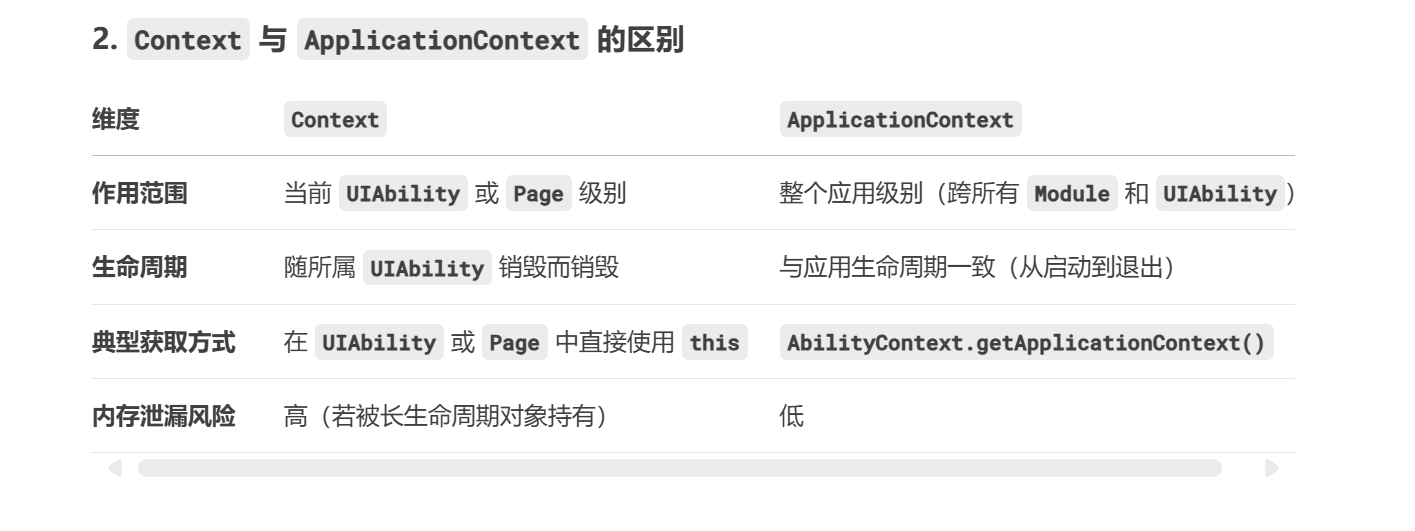 2. Context 与 ApplicationContext 的区别
维度 Context ApplicationContext
作用范围 当前 UIAbility 或 Page 级别 整个应用级别（跨所有 Module 和 UIAbility）
生命周期 随所属 UIAbility 销毁而销毁 与应用生命周期一致（从启动到退出）
典型获取方式 在 UIAbility 或 Page 中直接使用 this AbilityContext.getApplicationContext()
内存泄漏风险 高（若被长生命周期对象持有） 低